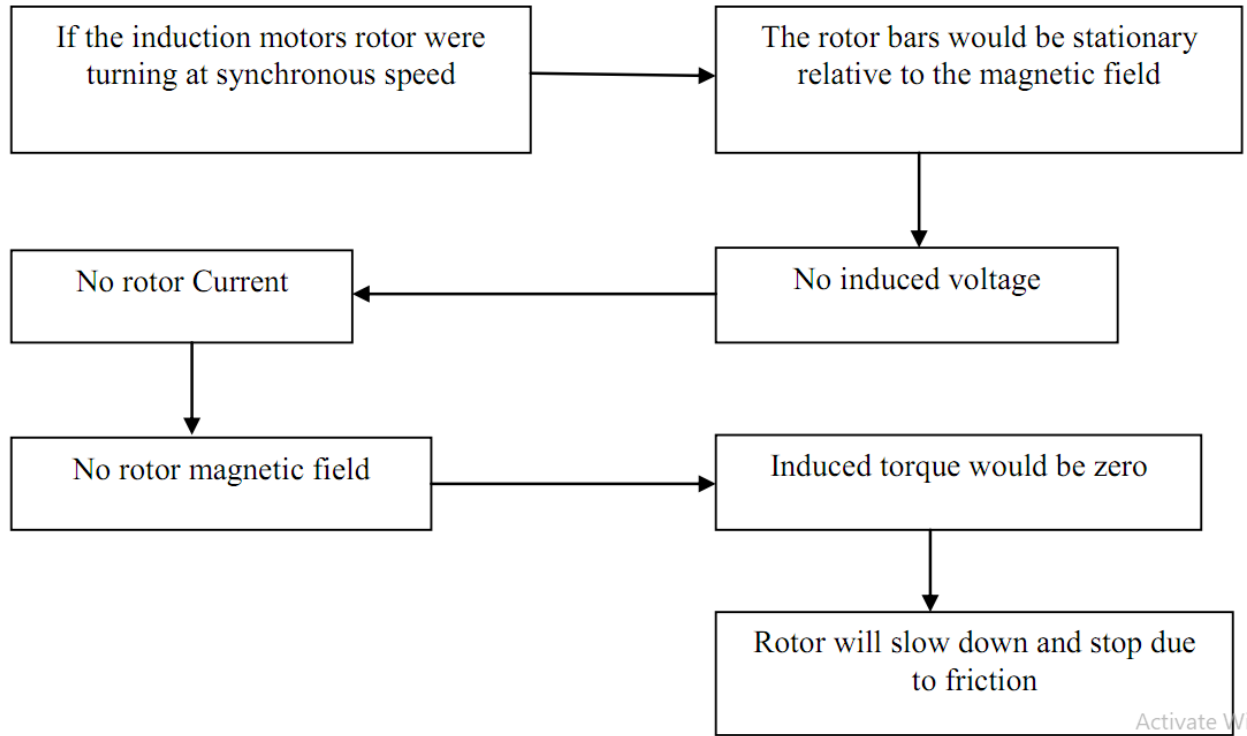 If the induction motors rotor were
turning at synchronous speed
The rotor bars would be stationary
relative to the magnetic field
No induced voltage
No rotor Current
No rotor magnetic field
Induced torque would be zero
Rotor will slow down and stop due
to friction
Activate